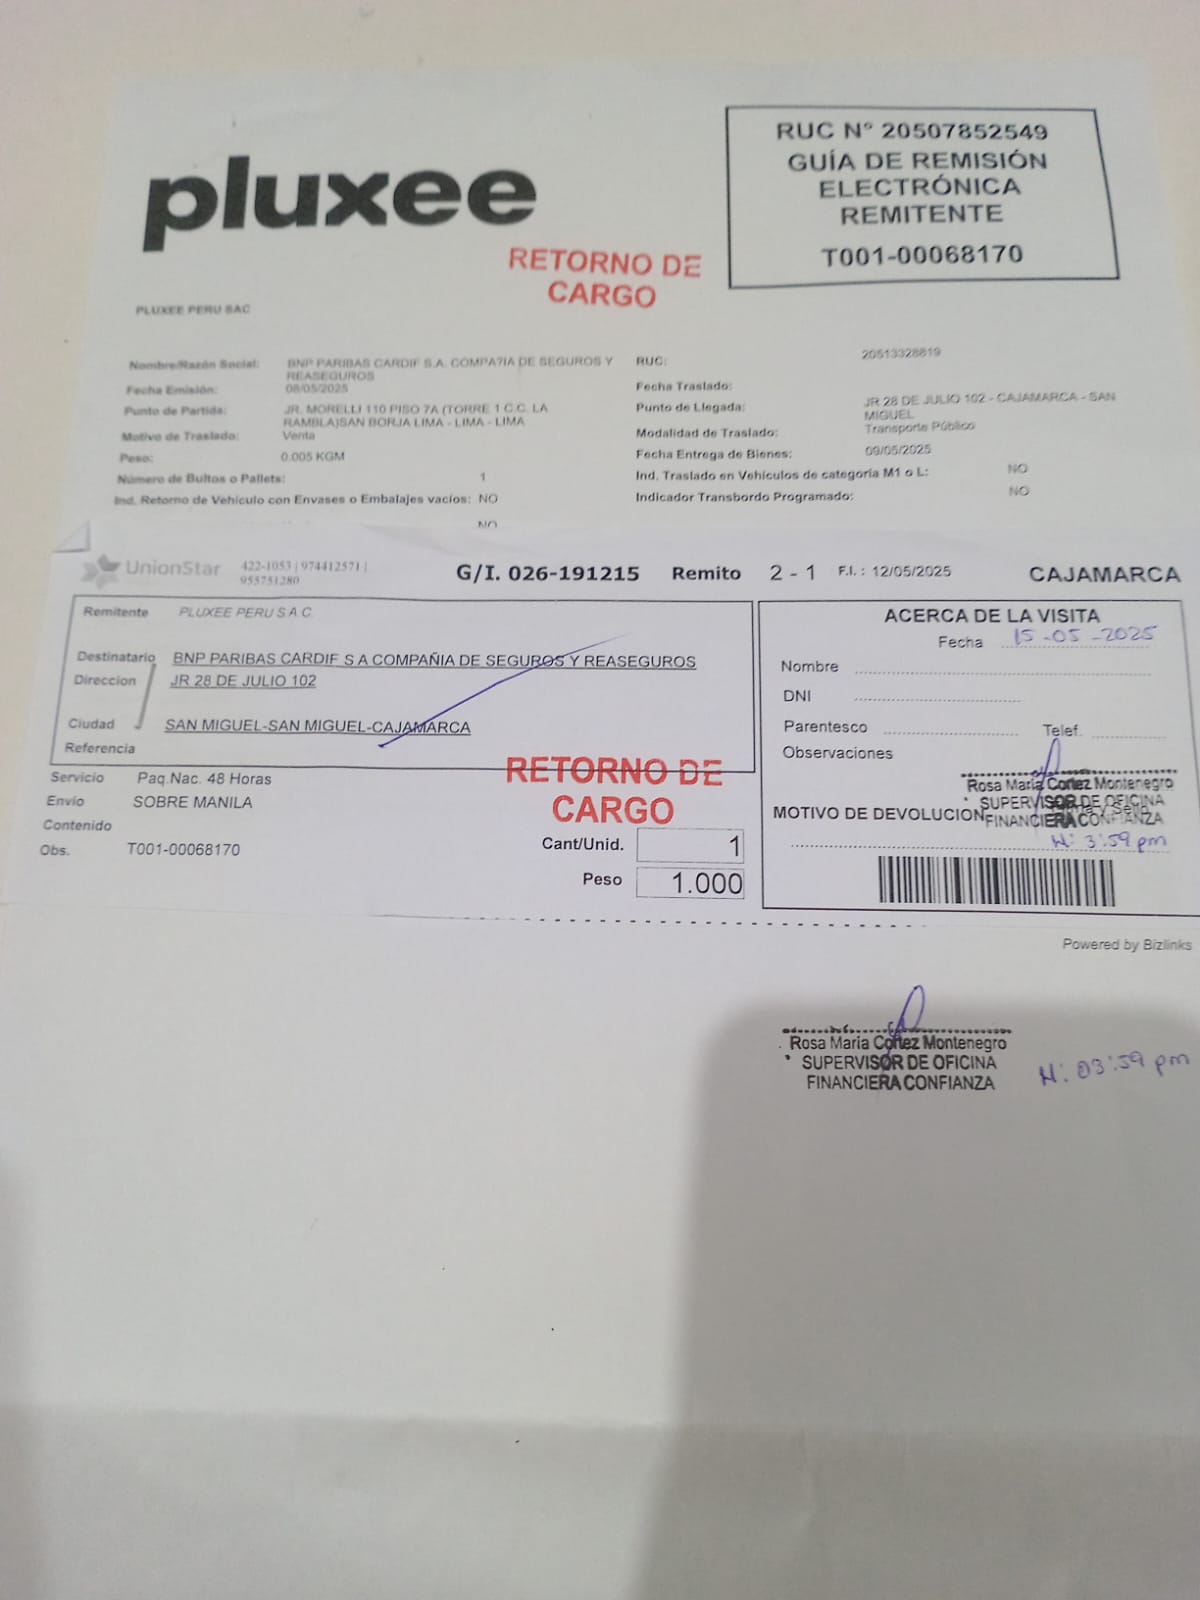 pluxee
RUC N° 20507852549
GUÍA DE REMISIÓN
ELECTRÓNICA
REMITENTE
T001-00068170
RETORNO DE
CARGO
PLUXEE PERU SAC
Nombre/Razón Social: BNP PARIBAS CARDIF S.A. COMPA?IA DE SEGUROS Y
REASEGUROS
RUC: 20513328819
Fecha Emisión: 08/05/2025
Fecha Traslado:
Punto de Partida: JR. MORELLI 110 PISO 7A (TORRE 1 C.C. LA
RAMBLA)SAN BORJA LIMA - LIMA - LIMA
Punto de Llegada: JR 28 DE JULIO 102 - CAJAMARCA - SAN
MIGUEL
Motivo de Traslado: Venta
Modalidad de Traslado: Transporte Público
Peso: 0.005 KGM
Fecha Entrega de Bienes: 09/05/2025
Número de Bultos o Pallets: 1
Ind. Traslado en Vehículos de categoría M1 o L: NO
Ind. Retorno de Vehículo con Envases o Embalajes vacíos: NO
Indicador Transbordo Programado: NO
NO
UnionStar 422-1053 | 974412571 |
955751280
G/I. 026-191215 Remito 2 - 1 F.I. : 12/05/2025 CAJAMARCA
Remitente PLUXEE PERU S A C.
Destinatario BNP PARIBAS CARDIF S A COMPAÑIA DE SEGUROS Y REASEGUROS
Direccion JR 28 DE JULIO 102
Ciudad SAN MIGUEL-SAN MIGUEL-CAJAMARCA
Referencia
Servicio Paq.Nac. 48 Horas
Envío SOBRE MANILA
Contenido
Obs. T001-00068170
RETORNO DE
CARGO
Cant/Unid. 1
Peso 1.000
ACERCA DE LA VISITA
Fecha 15-05-2025
Nombre
DNI
Parentesco Telef.
Observaciones
Rosa Maria Cortez Montenegro
SUPERVISOR DE OFICINA
FINANCIERA CONFIANZA
MOTIVO DE DEVOLUCION
H: 3:59 pm
Powered by Bizlinks
Rosa Maria Cortez Montenegro
SUPERVISOR DE OFICINA
FINANCIERA CONFIANZA
H: 03:59 pm